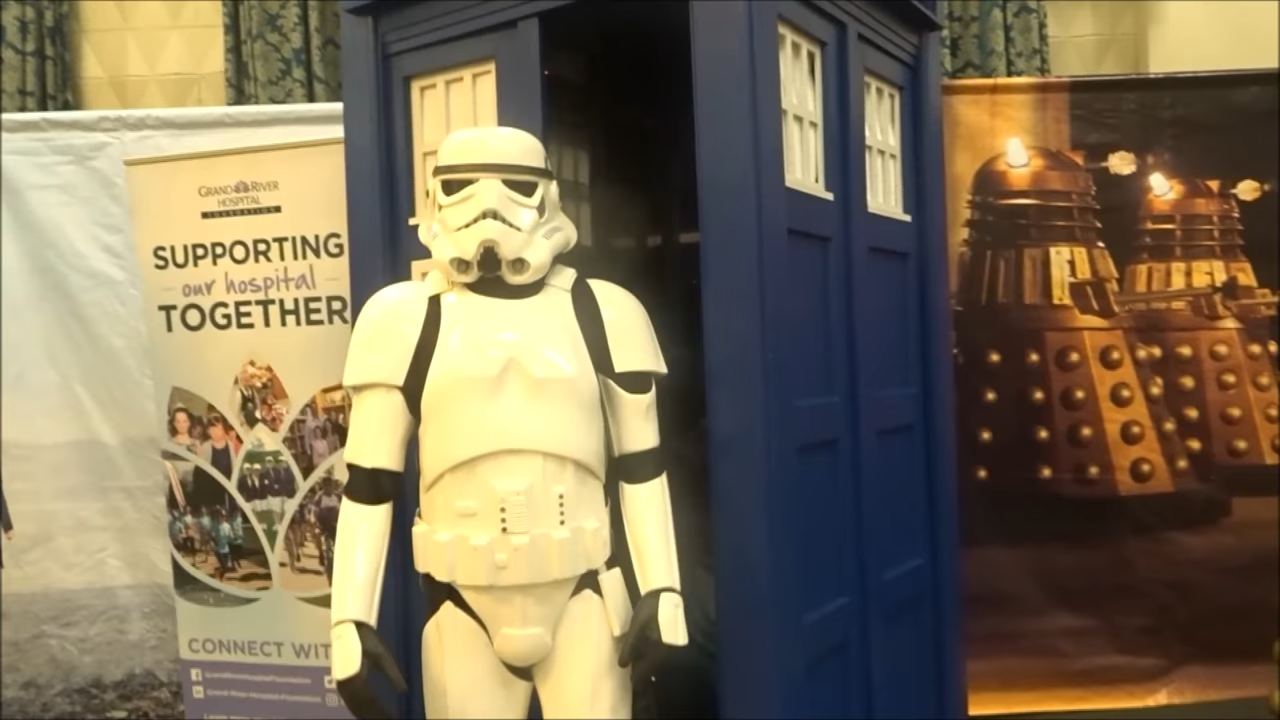 GRAND RIVER
HOSPITAL
FOUNDATION
SUPPORTING
our hospital
TOGETHER
CONNECT WIT